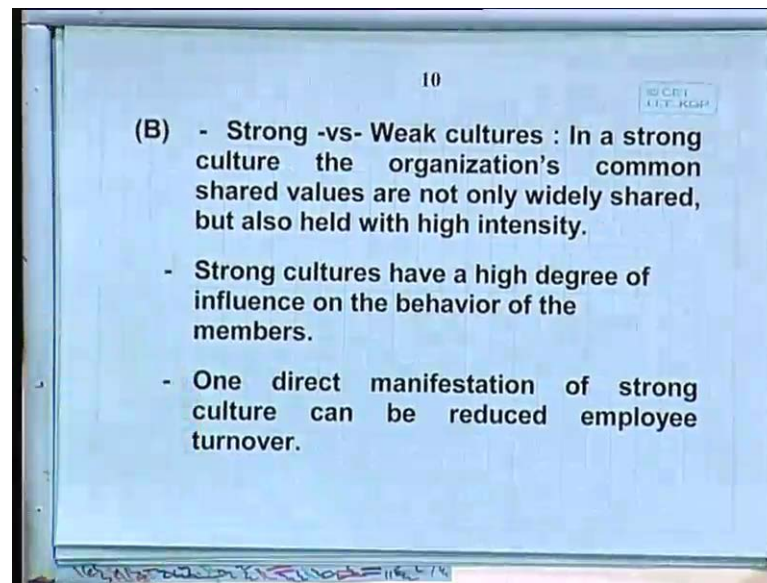 10
© CET
I.I.T. KGP
(B) - Strong -vs- Weak cultures : In a strong
culture the organization's common
shared values are not only widely shared,
but also held with high intensity.
- Strong cultures have a high degree of
influence on the behavior of the
members.
- One direct manifestation of strong
culture can be reduced employee
turnover.